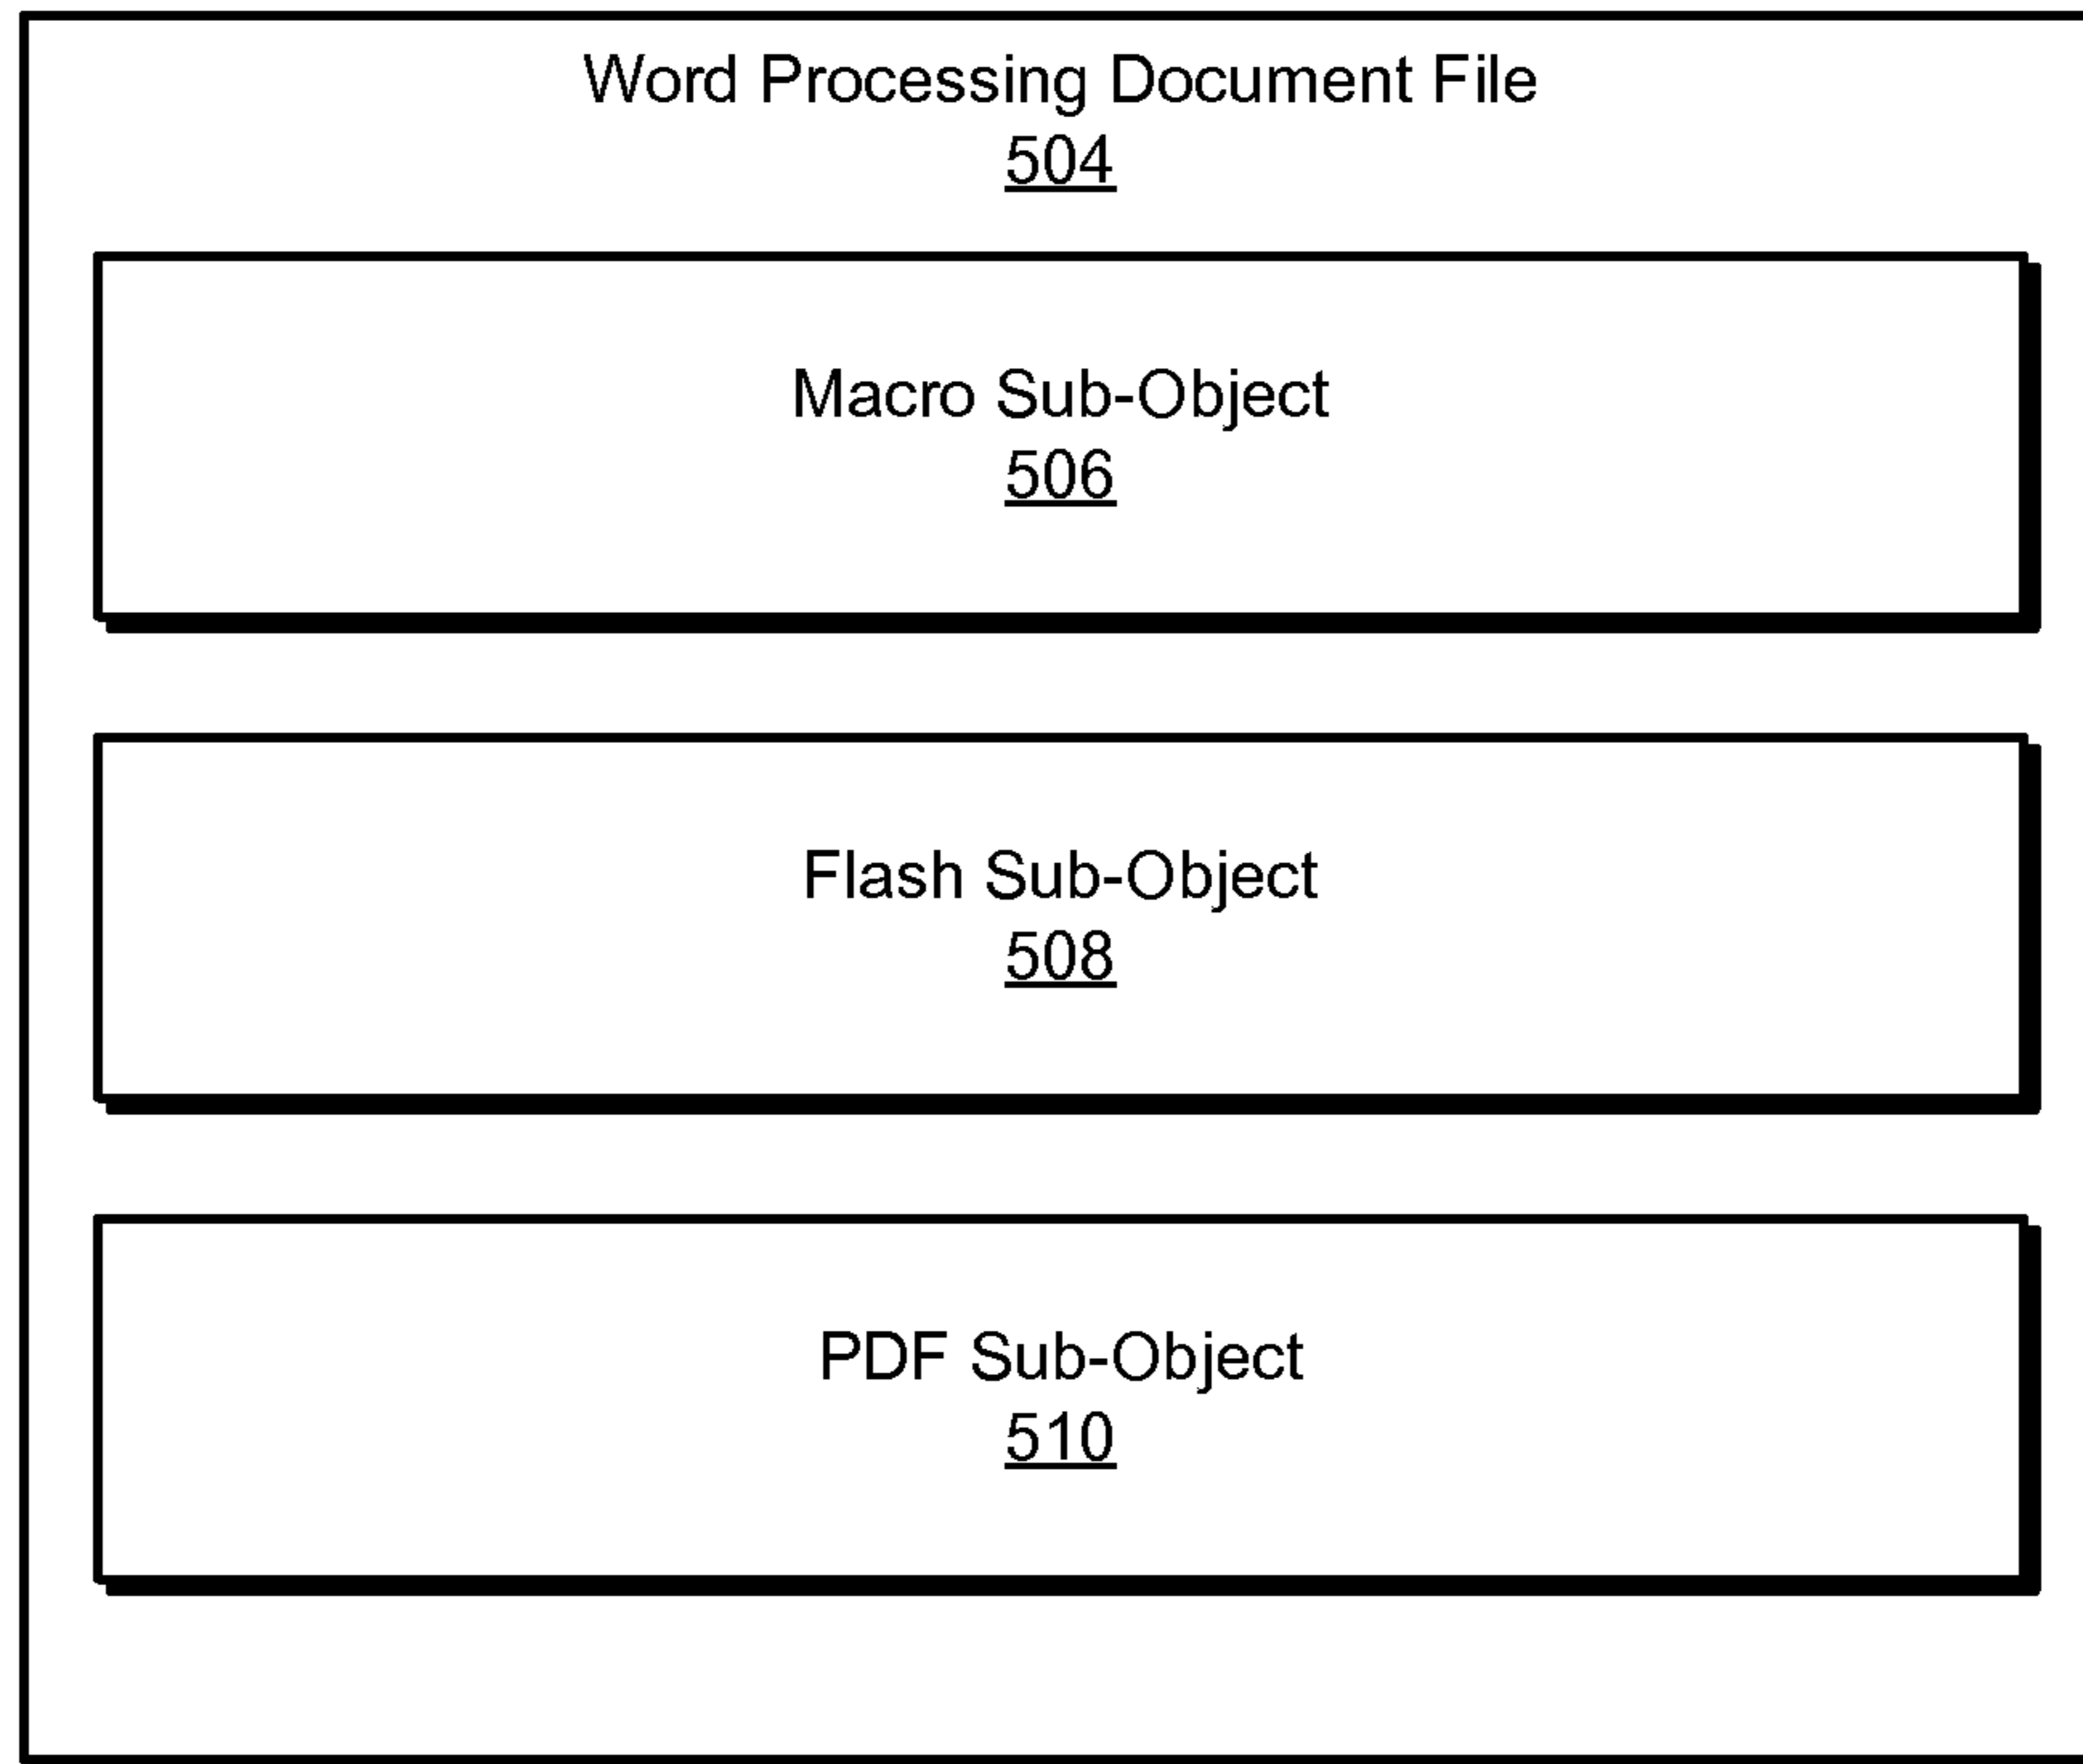 Word Processing Document File
504
Macro Sub-Object
506
Flash Sub-Object
508
PDF Sub-Object
510